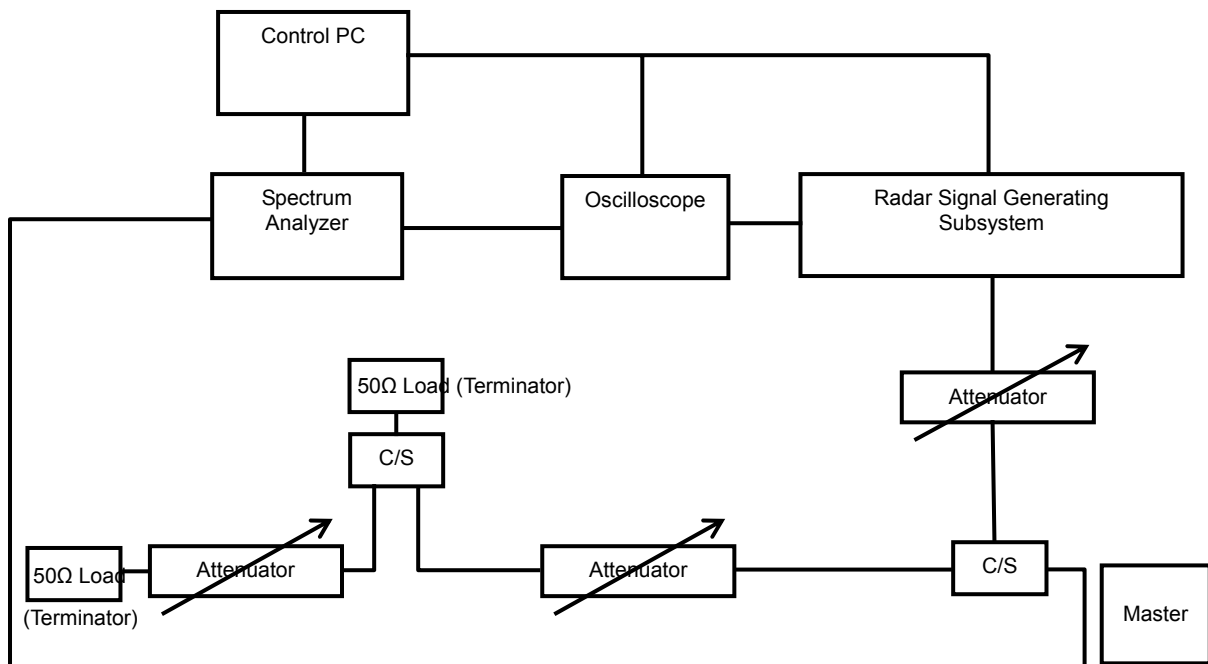 Control PC
Spectrum
Analyzer
Oscilloscope
Radar Signal Generating
Subsystem
50Ω Load (Terminator)
Attenuator
C/S
50Ω Load
(Terminator)
Attenuator
Attenuator
C/S
Master